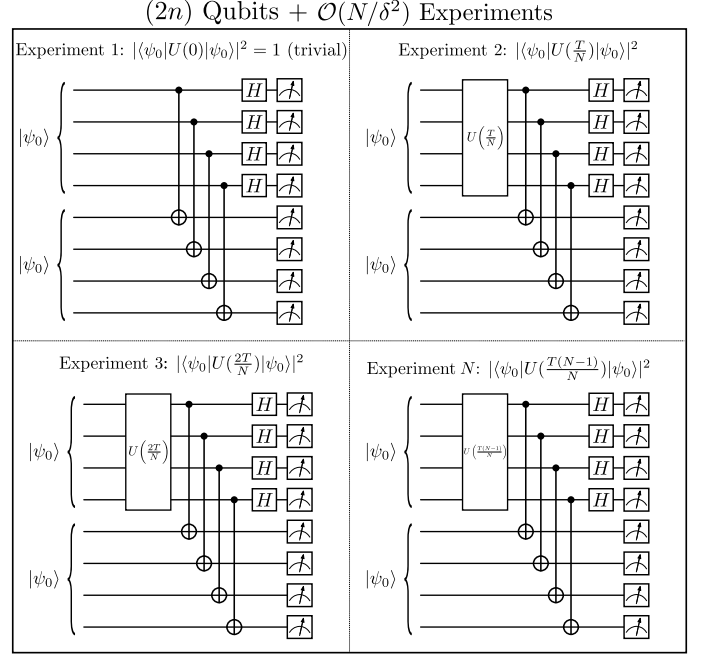 (2n) Qubits + 𝒪(N/δ²) Experiments
Experiment 1: |⟨ψ₀|U(0)|ψ₀⟩|² = 1 (trivial)
|ψ₀⟩
|ψ₀⟩
H
H
H
H
Experiment 2: |⟨ψ₀|U(T/N)|ψ₀⟩|²
|ψ₀⟩
|ψ₀⟩
U(T/N)
H
H
H
H
Experiment 3: |⟨ψ₀|U(2T/N)|ψ₀⟩|²
|ψ₀⟩
|ψ₀⟩
U(2T/N)
H
H
H
H
Experiment N: |⟨ψ₀|U(T(N−1)/N)|ψ₀⟩|²
|ψ₀⟩
|ψ₀⟩
U(T(N−1)/N)
H
H
H
H